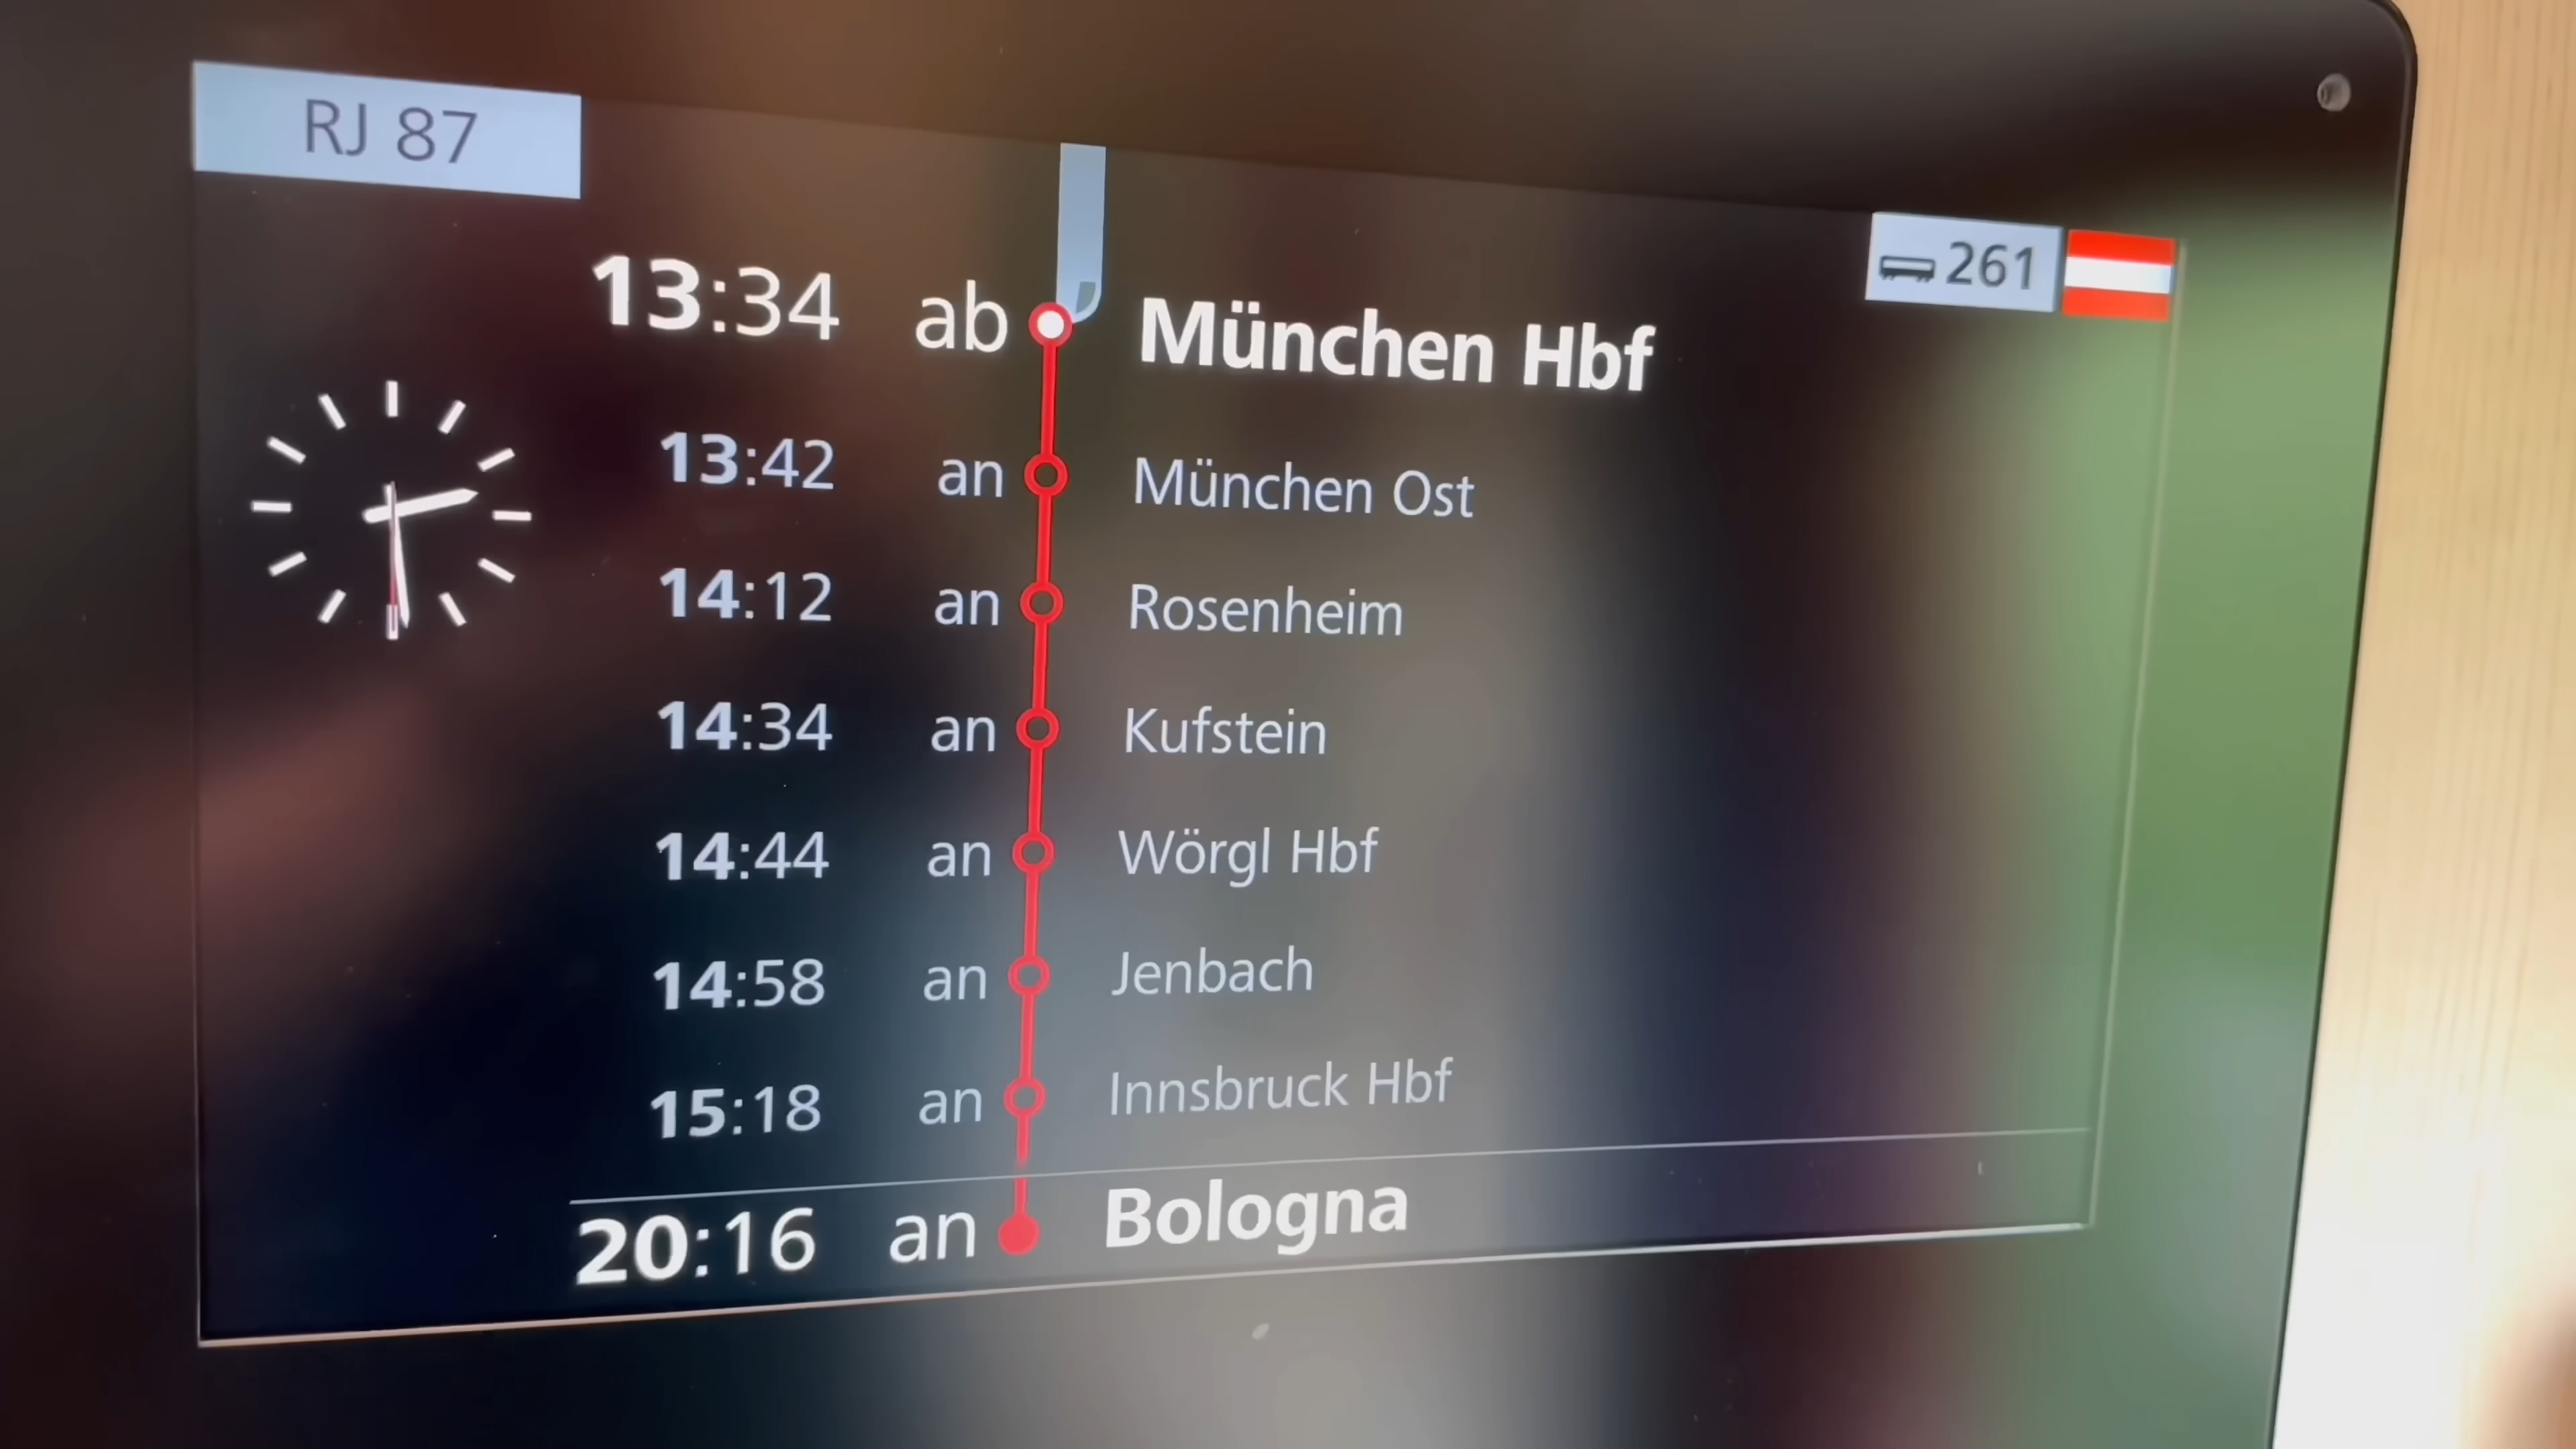 RJ 87
261
13:34 ab München Hbf
13:42 an München Ost
14:12 an Rosenheim
14:34 an Kufstein
14:44 an Wörgl Hbf
14:58 an Jenbach
15:18 an Innsbruck Hbf
20:16 an Bologna